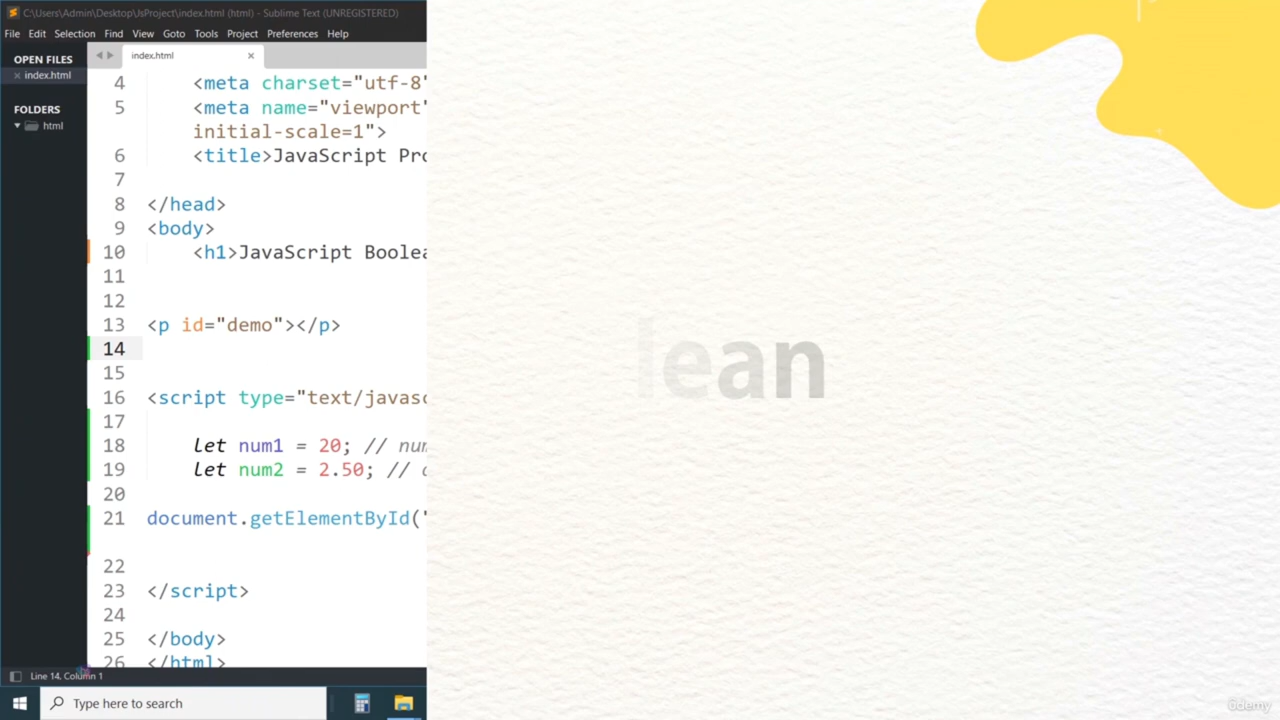 C:\Users\Admin\Desktop\JsProject\index.html (html) - Sublime Text (UNREGISTERED)
File Edit Selection Find View Goto Tools Project Preferences Help
OPEN FILES
index.html
FOLDERS
html
index.html
4 <meta charset="utf-8"
5 <meta name="viewport"
initial-scale=1">
6 <title>JavaScript Pro
7
8 </head>
9 <body>
10 <h1>JavaScript Boolea
11
12
13 <p id="demo"></p>
14
15
16 <script type="text/javasc
17
18 let num1 = 20; // num
19 let num2 = 2.50; //
20
21 document.getElementById("
22
23 </script>
24
25 </body>
26 </html>
lean
Line 14, Column 1
Type here to search
ûdemy